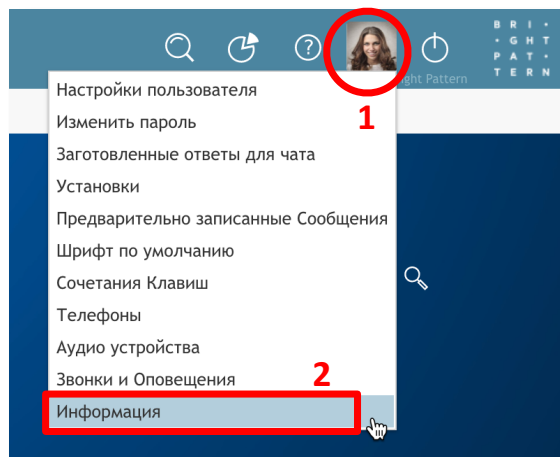 BRI•
•GHT
PAT•
TERN
ght Pattern
1
Настройки пользователя
Изменить пароль
Заготовленные ответы для чата
Установки
Предварительно записанные Сообщения
Шрифт по умолчанию
Сочетания Клавиш
Телефоны
Аудио устройства
Звонки и Оповещения
2
Информация